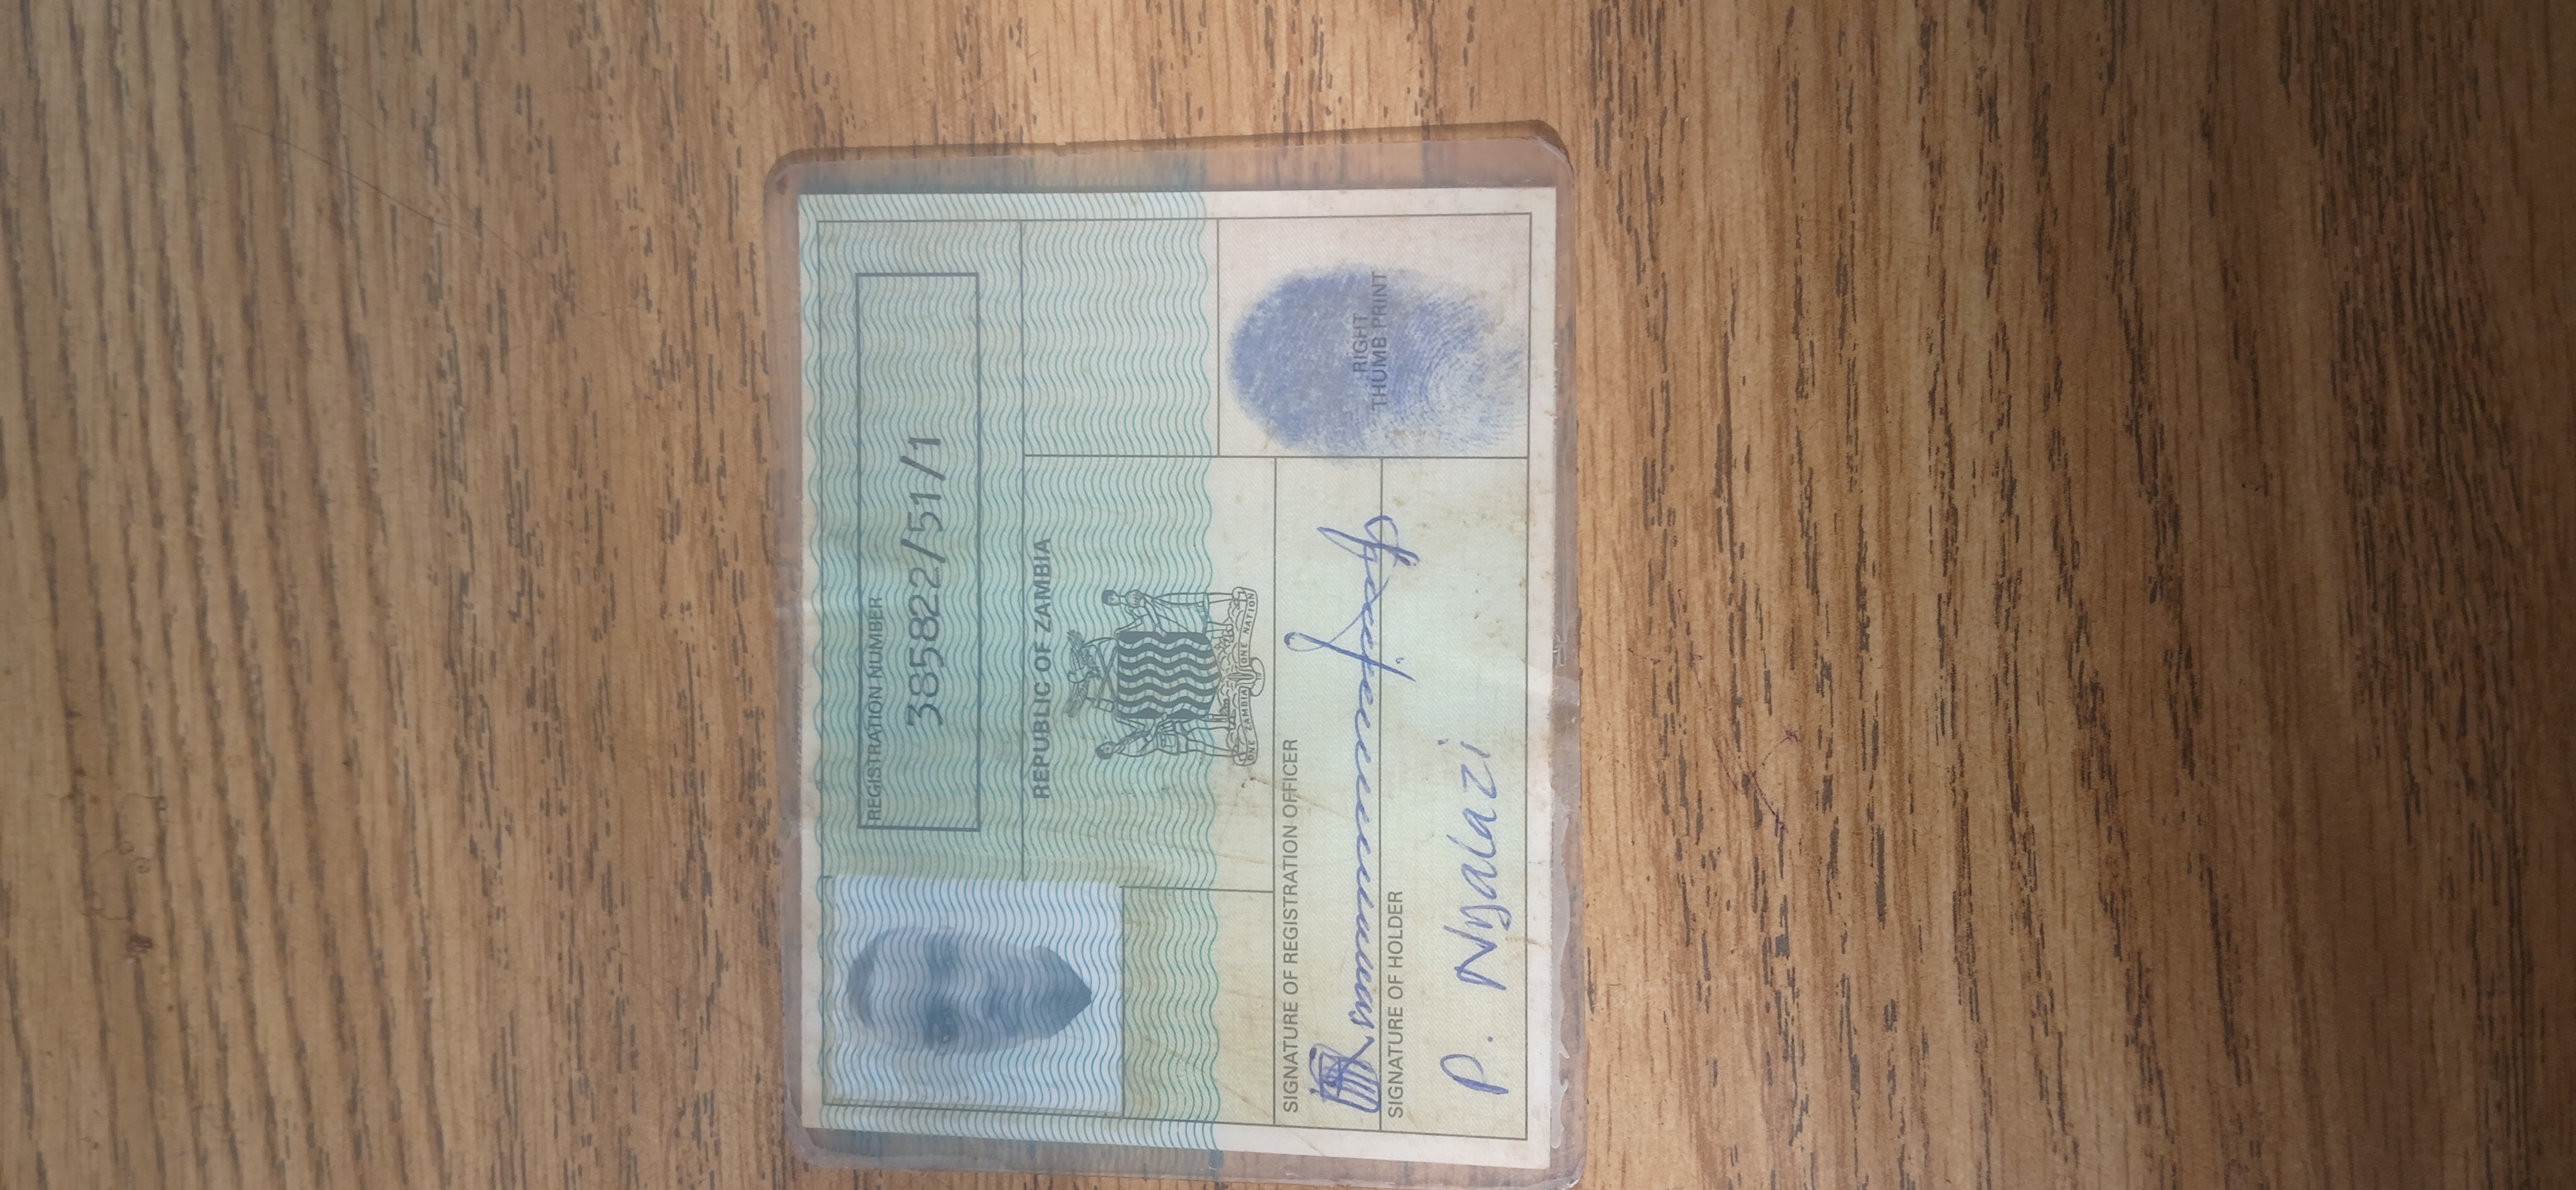 REGISTRATION NUMBER
385822/51/1
REPUBLIC OF ZAMBIA
ONE ZAMBIA ONE NATION
SIGNATURE OF REGISTRATION OFFICER
SIGNATURE OF HOLDER
P. Nyalazi
RIGHT
THUMB PRINT